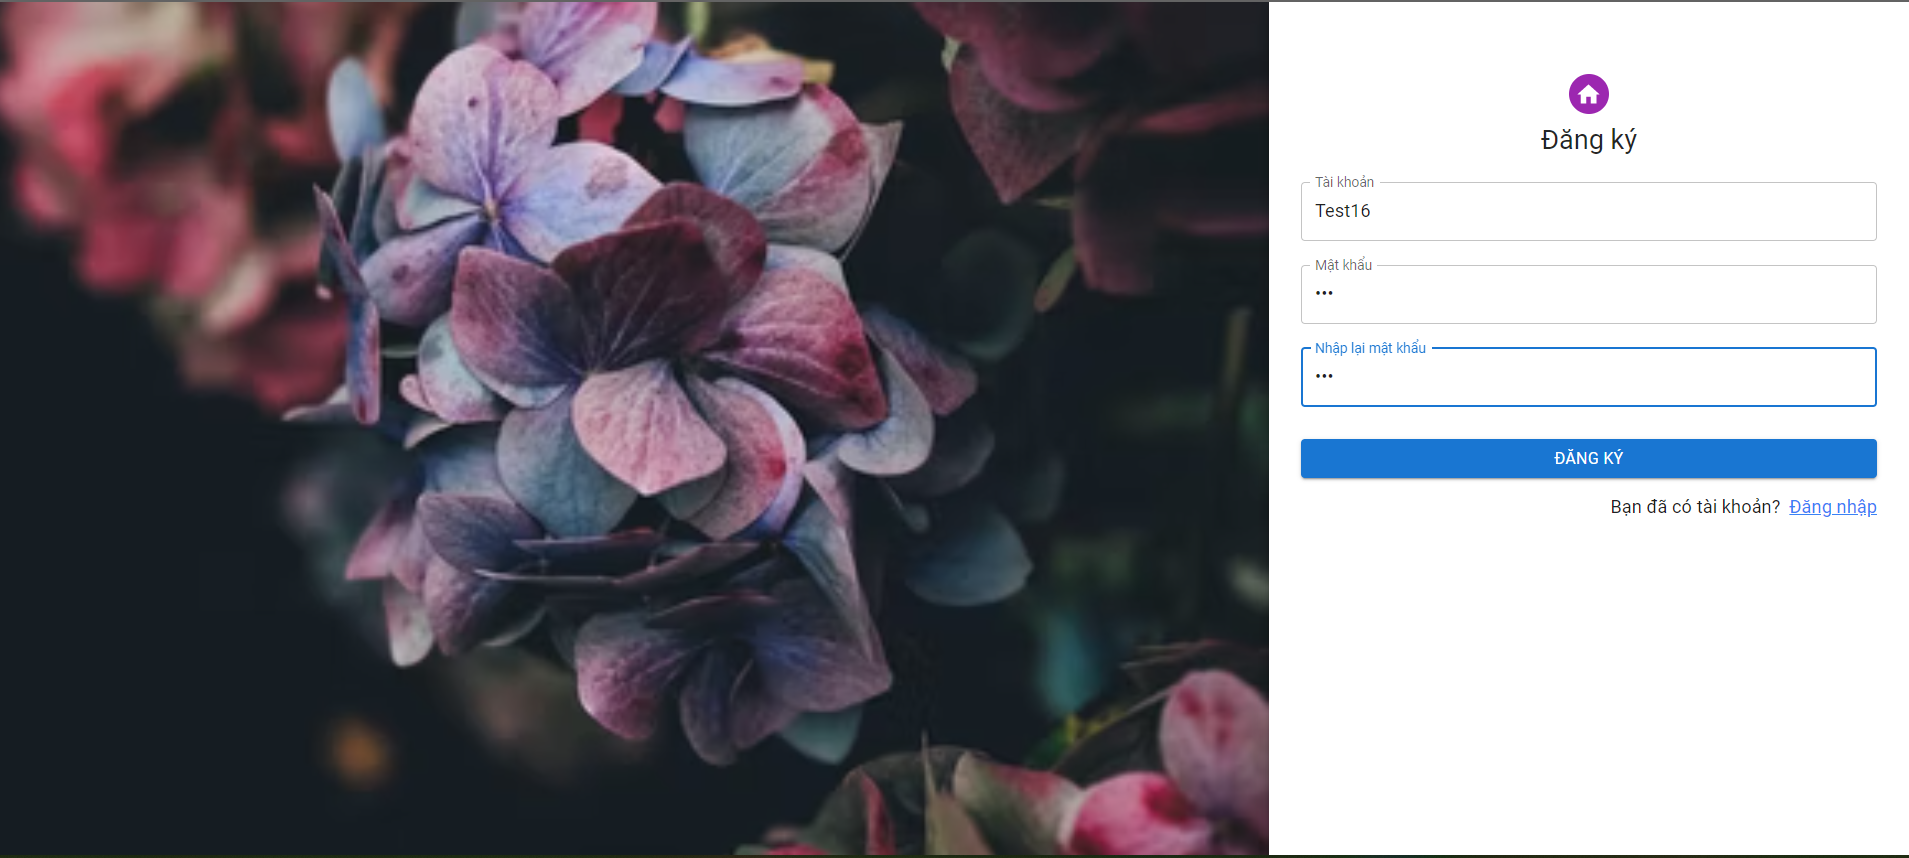 Đăng ký
Tài khoản
Test16
Mật khẩu
•••
Nhập lại mật khẩu
•••
ĐĂNG KÝ
Bạn đã có tài khoản? Đăng nhập